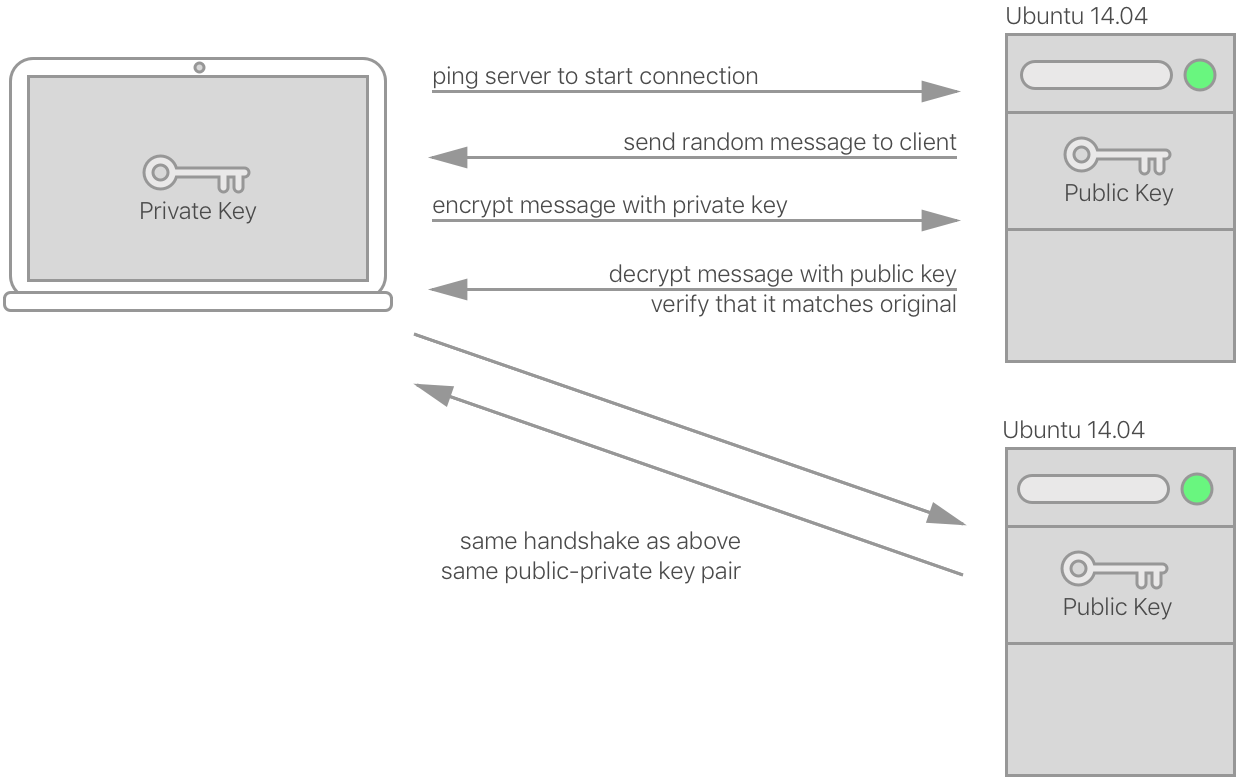 Ubuntu 14.04
ping server to start connection
send random message to client
Private Key
Public Key
encrypt message with private key
decrypt message with public key
verify that it matches original
Ubuntu 14.04
same handshake as above
same public-private key pair
Public Key